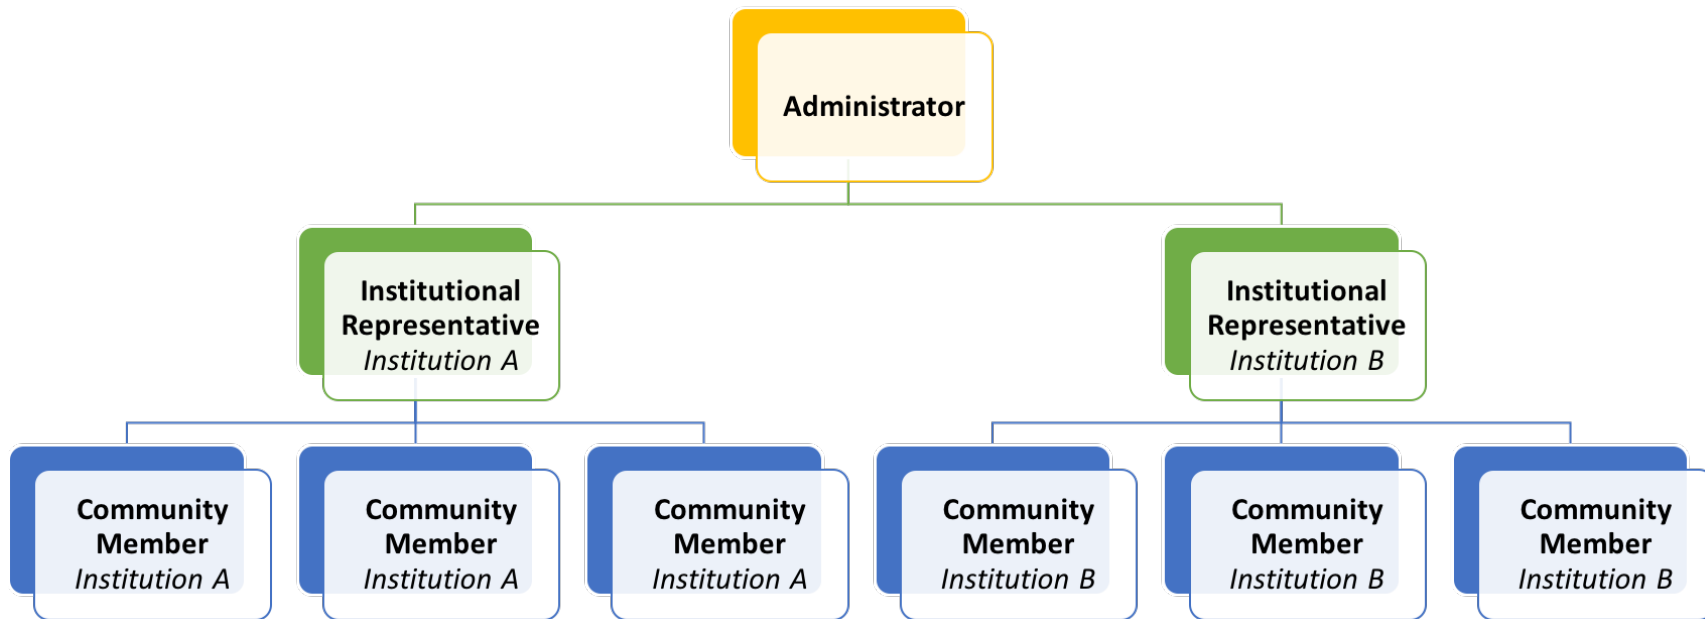 Administrator
Institutional
Representative
Institution A
Institutional
Representative
Institution B
Community
Member
Institution A
Community
Member
Institution A
Community
Member
Institution A
Community
Member
Institution B
Community
Member
Institution B
Community
Member
Institution B